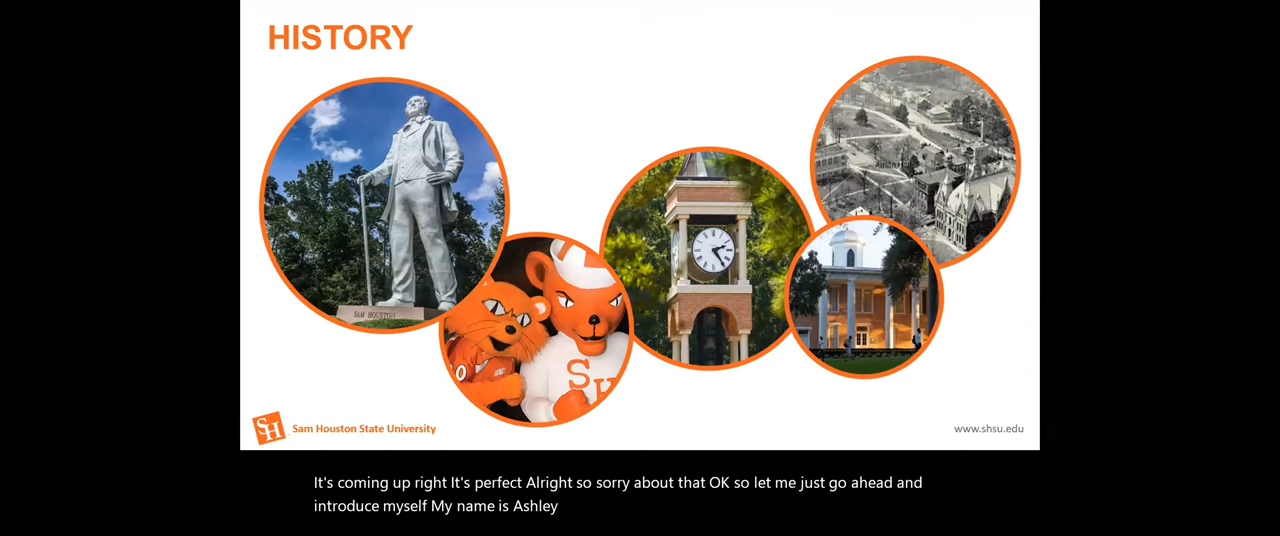 HISTORY
SAM HOUSTON
SH
Sam Houston State University
www.shsu.edu
It's coming up right It's perfect Alright so sorry about that OK so let me just go ahead and
introduce myself My name is Ashley